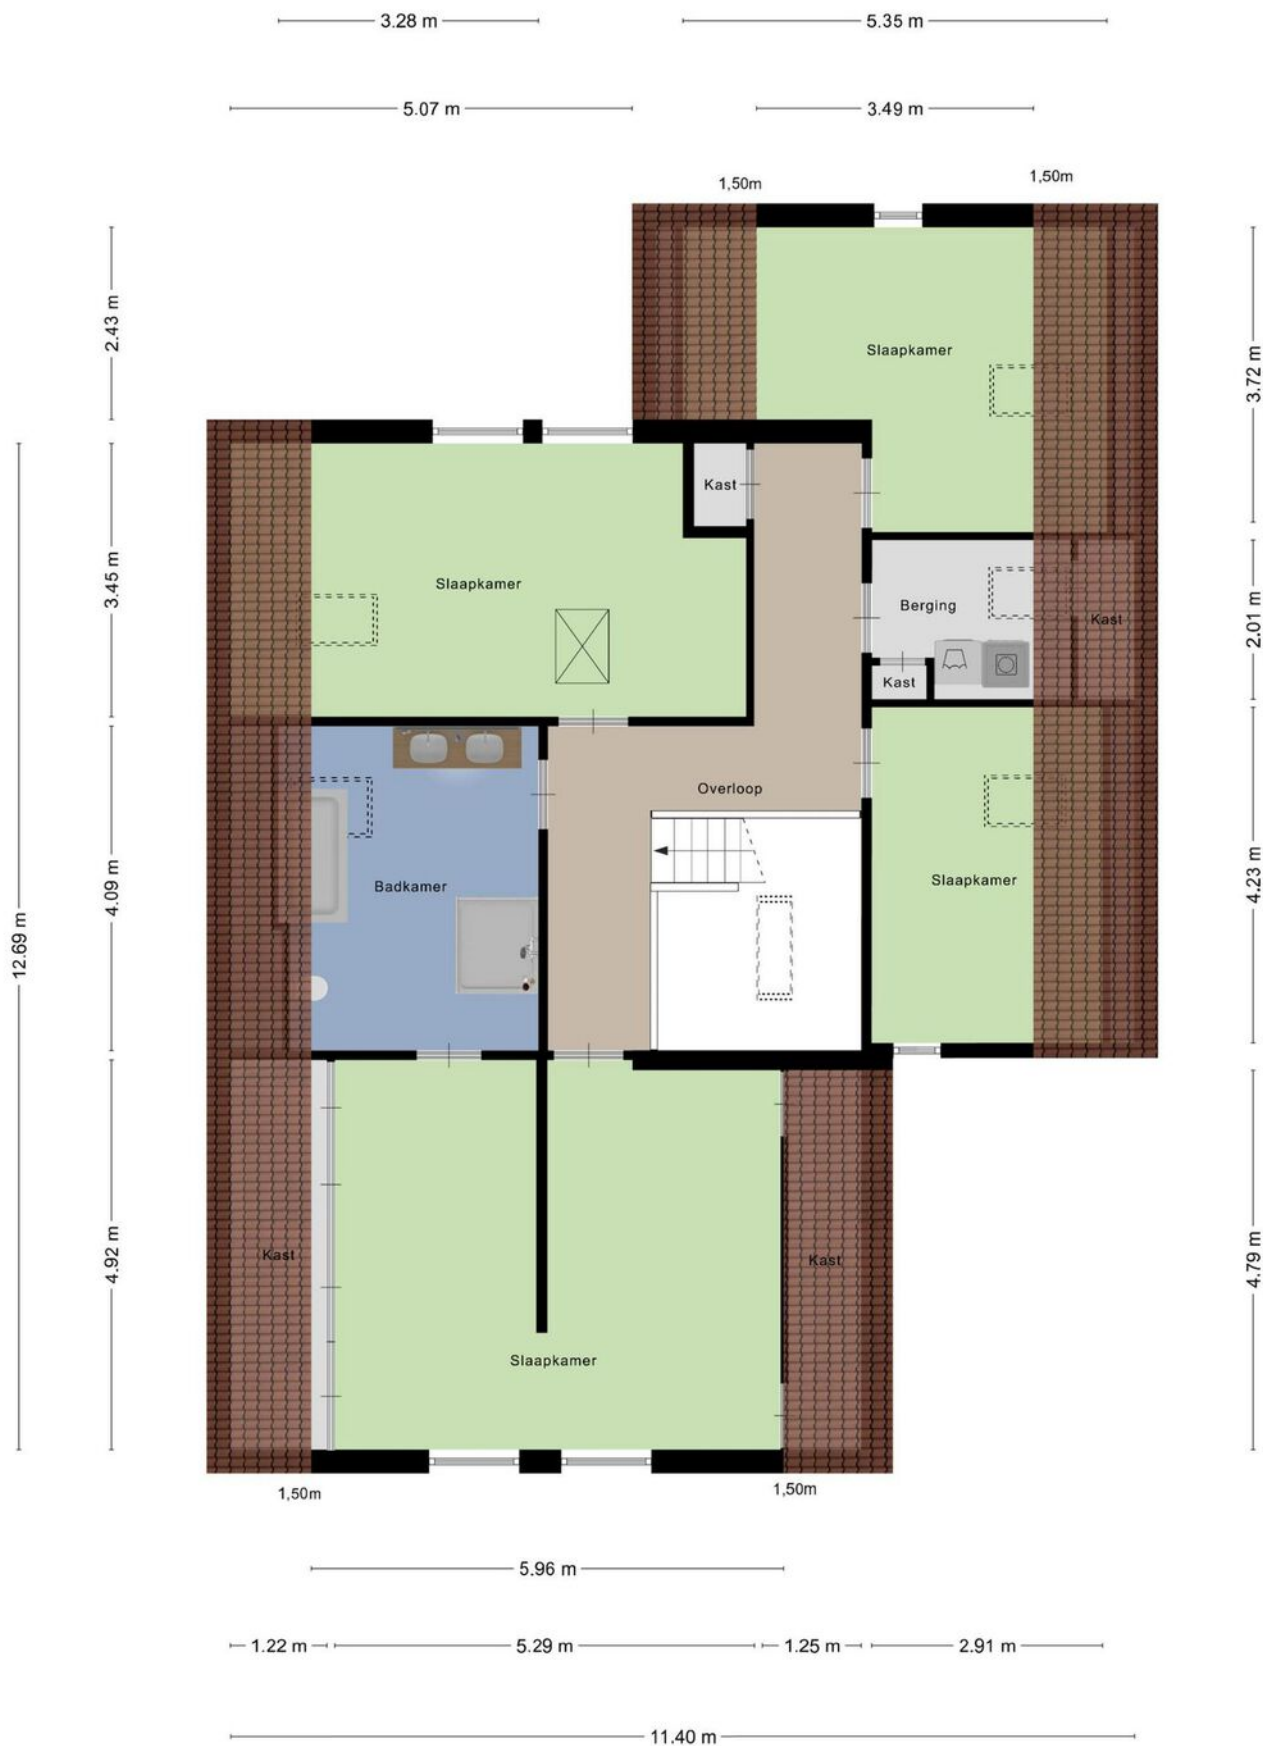 3.28 m
5.35 m
5.07 m
3.49 m
1,50m
1,50m
2.43 m
3.72 m
Slaapkamer
Kast
3.45 m
Slaapkamer
Berging
Kast
2.01 m
Kast
Overloop
4.09 m
Badkamer
Slaapkamer
4.23 m
12.69 m
4.92 m
Kast
Kast
4.79 m
Slaapkamer
1,50m
1,50m
5.96 m
1.22 m
5.29 m
1.25 m
2.91 m
11.40 m